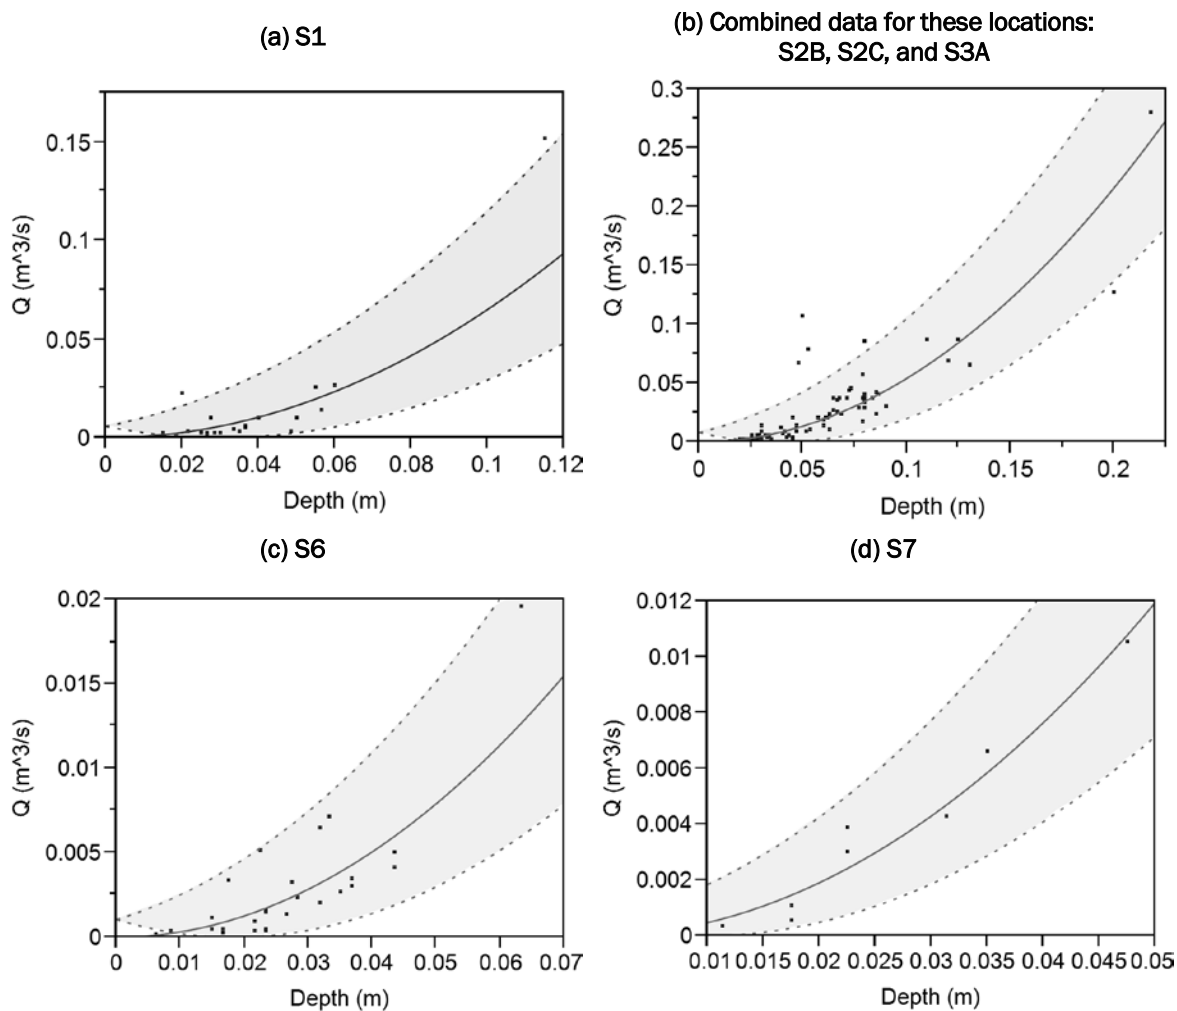 (a) S1
(b) Combined data for these locations:
S2B, S2C, and S3A
0.15
0.1
0.05
0
Q (m^3/s)
0 0.02 0.04 0.06 0.08 0.1 0.12
Depth (m)
0.3
0.25
0.2
0.15
0.1
0.05
0
Q (m^3/s)
0 0.05 0.1 0.15 0.2
Depth (m)
(c) S6
(d) S7
0.02
0.015
0.01
0.005
0
Q (m^3/s)
0 0.01 0.02 0.03 0.04 0.05 0.06 0.07
Depth (m)
0.012
0.01
0.008
0.006
0.004
0.002
0
Q (m^3/s)
0.01 0.015 0.02 0.025 0.03 0.035 0.04 0.045 0.05
Depth (m)